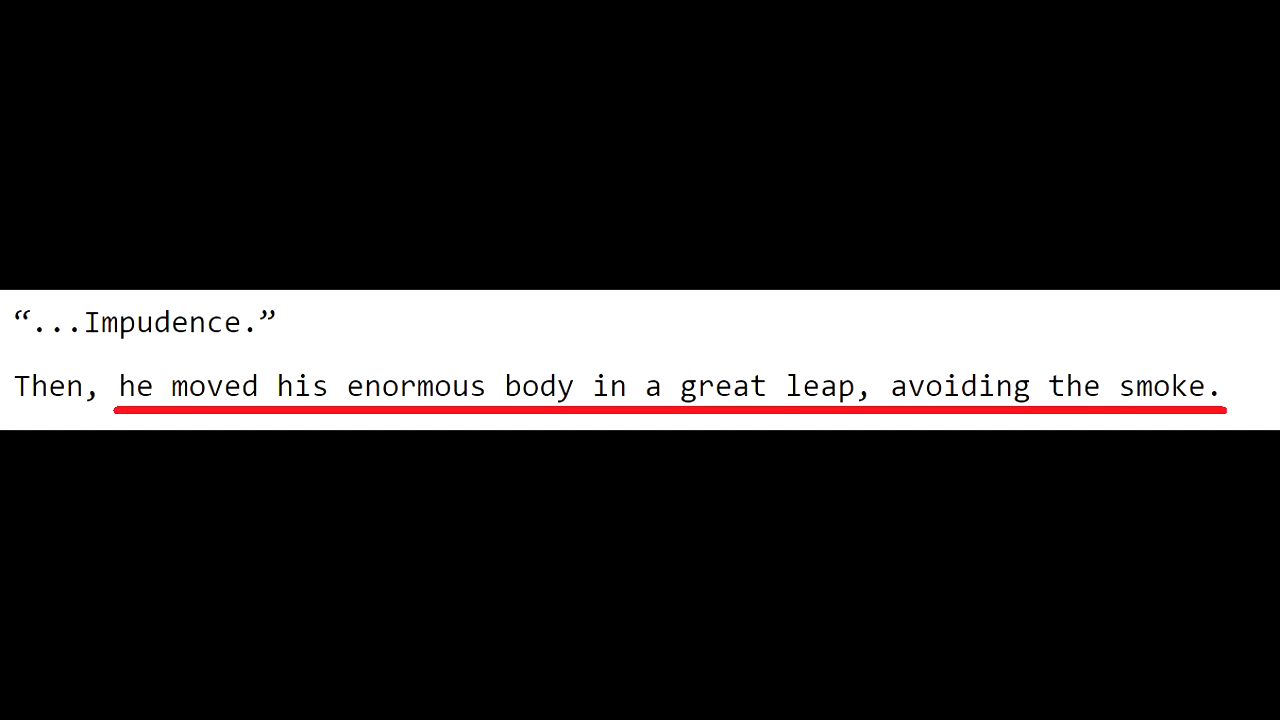 “...Impudence.”
Then, he moved his enormous body in a great leap, avoiding the smoke.